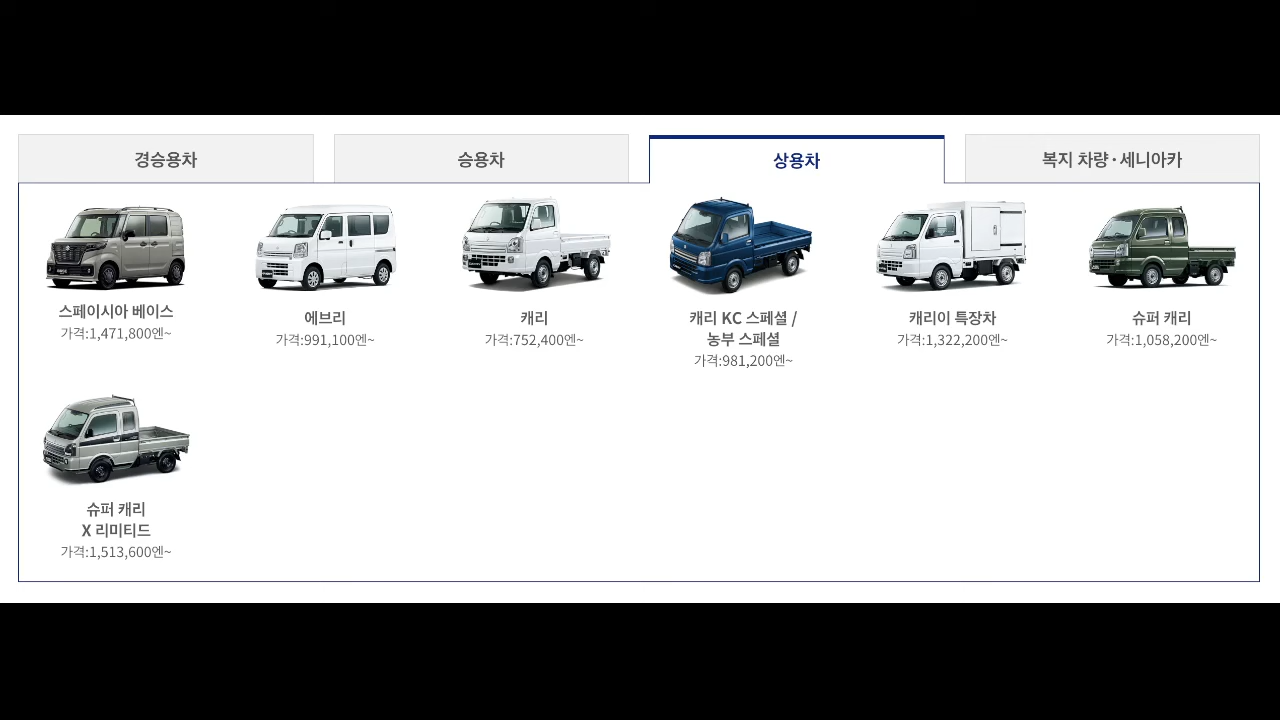 경승용차
승용차
상용차
복지 차량·세니아카
스페이시아 베이스
가격:1,471,800엔~
에브리
가격:991,100엔~
캐리
가격:752,400엔~
캐리 KC 스페셜 /
농부 스페셜
가격:981,200엔~
캐리이 특장차
가격:1,322,200엔~
슈퍼 캐리
가격:1,058,200엔~
슈퍼 캐리
X 리미티드
가격:1,513,600엔~